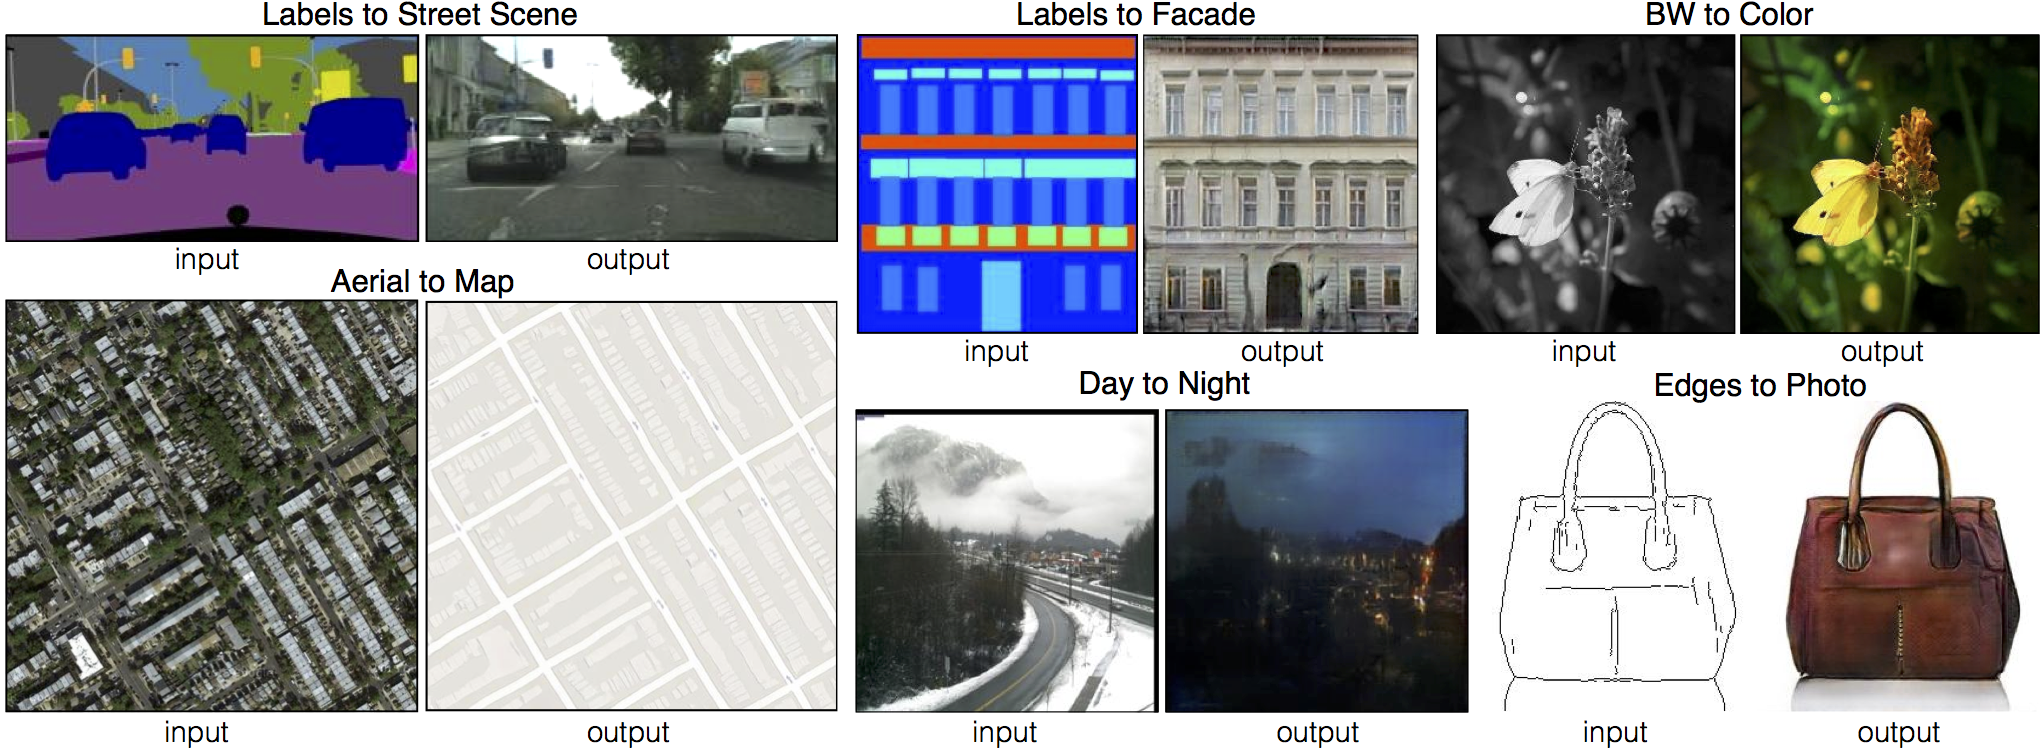 Labels to Street Scene
input
output
Aerial to Map
input
output
Labels to Facade
input
output
BW to Color
input
output
Day to Night
input
output
Edges to Photo
input
output